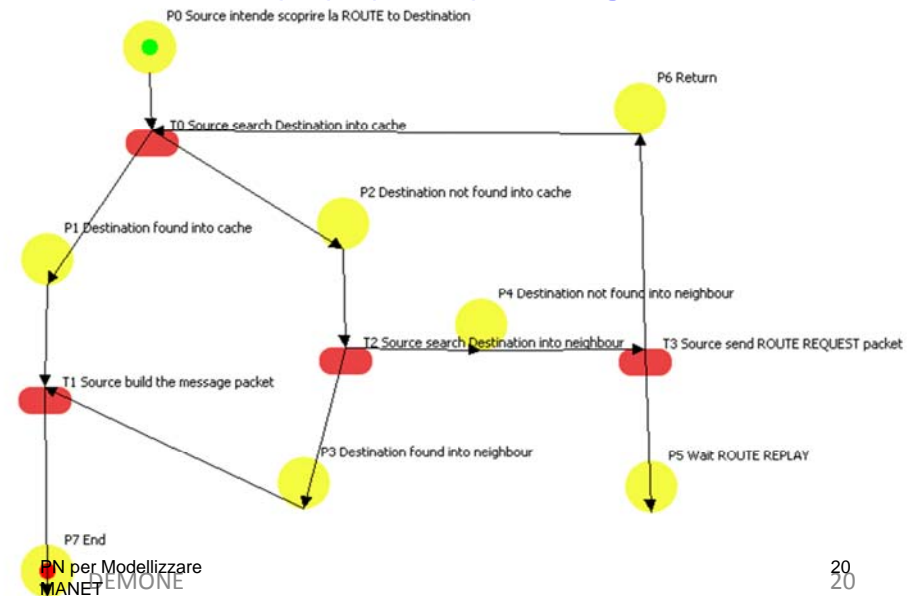 P0 Source intende scoprire la ROUTE to Destination
P6 Return
T0 Source search Destination into cache
P2 Destination not found into cache
P1 Destination found into cache
P4 Destination not found into neighbour
T2 Source search Destination into neighbour
T3 Source send ROUTE REQUEST packet
T1 Source build the message packet
P3 Destination found into neighbour
P5 Wait ROUTE REPLAY
P7 End
PN per Modellizzare
MANET
DEMONE
20
20